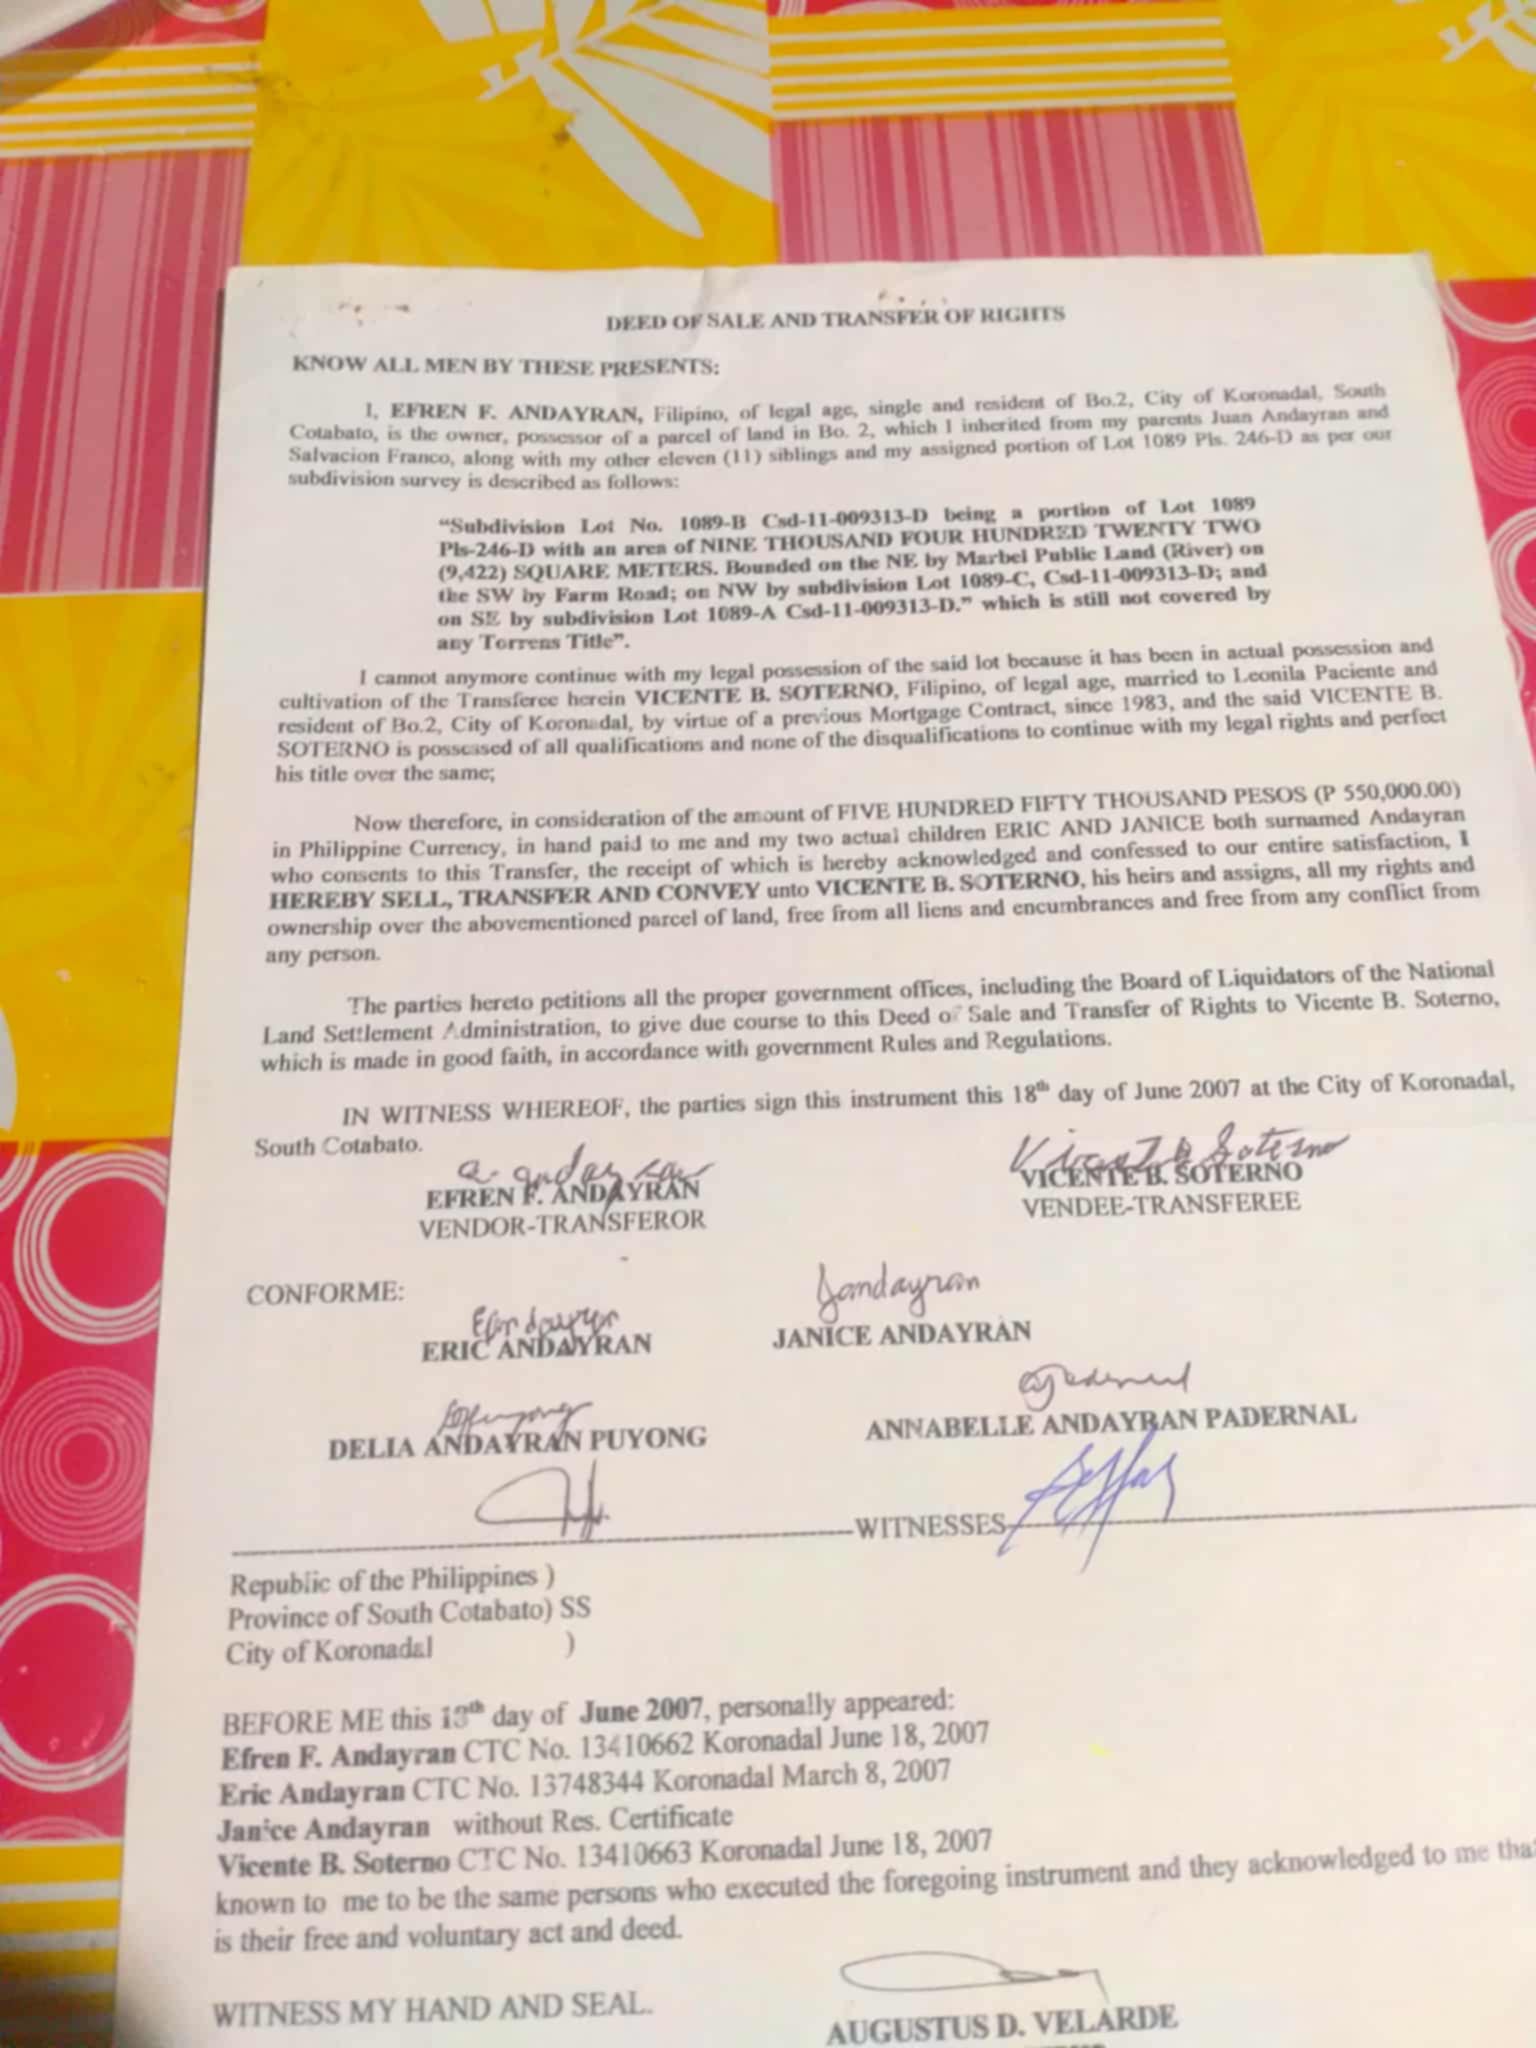 DEED OF SALE AND TRANSFER OF RIGHTS
KNOW ALL MEN BY THESE PRESENTS:
I, EFREN F. ANDAYRAN, Filipino, of legal age, single and resident of Bo.2, City of Koronadal, South
Cotabato, is the owner, possessor of a parcel of land in Bo. 2, which I inherited from my parents Juan Andayran and
Salvacion Franco, along with my other eleven (11) siblings and my assigned portion of Lot 1089 Pls. 246-D as per our
subdivision survey is described as follows:
“Subdivision Lot No. 1089-B Csd-11-009313-D being a portion of Lot 1089
Pls-246-D with an area of NINE THOUSAND FOUR HUNDRED TWENTY TWO
(9,422) SQUARE METERS. Bounded on the NE by Marbel Public Land (River) on
the SW by Farm Road; on NW by subdivision Lot 1089-C, Csd-11-009313-D; and
on SE by subdivision Lot 1089-A Csd-11-009313-D.” which is still not covered by
any Torrens Title”.
I cannot anymore continue with my legal possession of the said lot because it has been in actual possession and
cultivation of the Transferee herein VICENTE B. SOTERNO, Filipino, of legal age, married to Leonila Paciente and
resident of Bo.2, City of Koronadal, by virtue of a previous Mortgage Contract, since 1983, and the said VICENTE B.
SOTERNO is possessed of all qualifications and none of the disqualifications to continue with my legal rights and perfect
his title over the same;
Now therefore, in consideration of the amount of FIVE HUNDRED FIFTY THOUSAND PESOS (P 550,000.00)
in Philippine Currency, in hand paid to me and my two actual children ERIC AND JANICE both surnamed Andayran
who consents to this Transfer, the receipt of which is hereby acknowledged and confessed to our entire satisfaction, I
HEREBY SELL, TRANSFER AND CONVEY unto VICENTE B. SOTERNO, his heirs and assigns, all my rights and
ownership over the abovementioned parcel of land, free from all liens and encumbrances and free from any conflict from
any person.
The parties hereto petitions all the proper government offices, including the Board of Liquidators of the National
Land Settlement Administration, to give due course to this Deed of Sale and Transfer of Rights to Vicente B. Soterno,
which is made in good faith, in accordance with government Rules and Regulations.
IN WITNESS WHEREOF, the parties sign this instrument this 18th day of June 2007 at the City of Koronadal,
South Cotabato.
Vicente B Soterno
EFREN F. ANDAYRAN VICENTE B. SOTERNO
VENDOR-TRANSFEROR VENDEE-TRANSFEREE
CONFORME:
EAndayran Jandayran
ERIC ANDAYRAN JANICE ANDAYRAN
DELIA ANDAYRAN PUYONG ANNABELLE ANDAYRAN PADERNAL
WITNESSES
Republic of the Philippines )
Province of South Cotabato) SS
City of Koronadal )
BEFORE ME this 18th day of June 2007, personally appeared:
Efren F. Andayran CTC No. 13410662 Koronadal June 18, 2007
Eric Andayran CTC No. 13748344 Koronadal March 8, 2007
Janice Andayran without Res. Certificate
Vicente B. Soterno CTC No. 13410663 Koronadal June 18, 2007
known to me to be the same persons who executed the foregoing instrument and they acknowledged to me tha
is their free and voluntary act and deed.
WITNESS MY HAND AND SEAL.
AUGUSTUS D. VELARDE